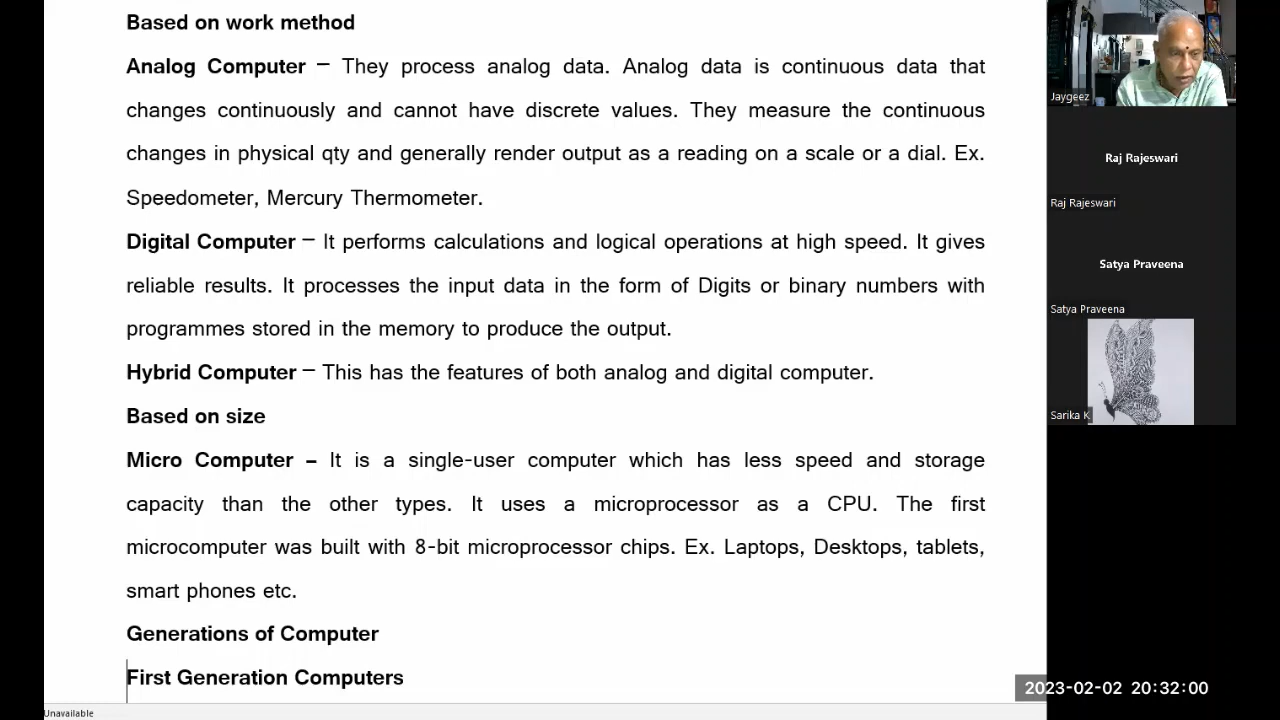 Based on work method
Analog Computer – They process analog data. Analog data is continuous data that
changes continuously and cannot have discrete values. They measure the continuous
changes in physical qty and generally render output as a reading on a scale or a dial. Ex.
Speedometer, Mercury Thermometer.
Digital Computer – It performs calculations and logical operations at high speed. It gives
reliable results. It processes the input data in the form of Digits or binary numbers with
programmes stored in the memory to produce the output.
Hybrid Computer – This has the features of both analog and digital computer.
Based on size
Micro Computer – It is a single-user computer which has less speed and storage
capacity than the other types. It uses a microprocessor as a CPU. The first
microcomputer was built with 8-bit microprocessor chips. Ex. Laptops, Desktops, tablets,
smart phones etc.
Generations of Computer
First Generation Computers
Unavailable
Jaygeez
Raj Rajeswari
Raj Rajeswari
Satya Praveena
Satya Praveena
Sarika K
2023-02-02 20:32:00